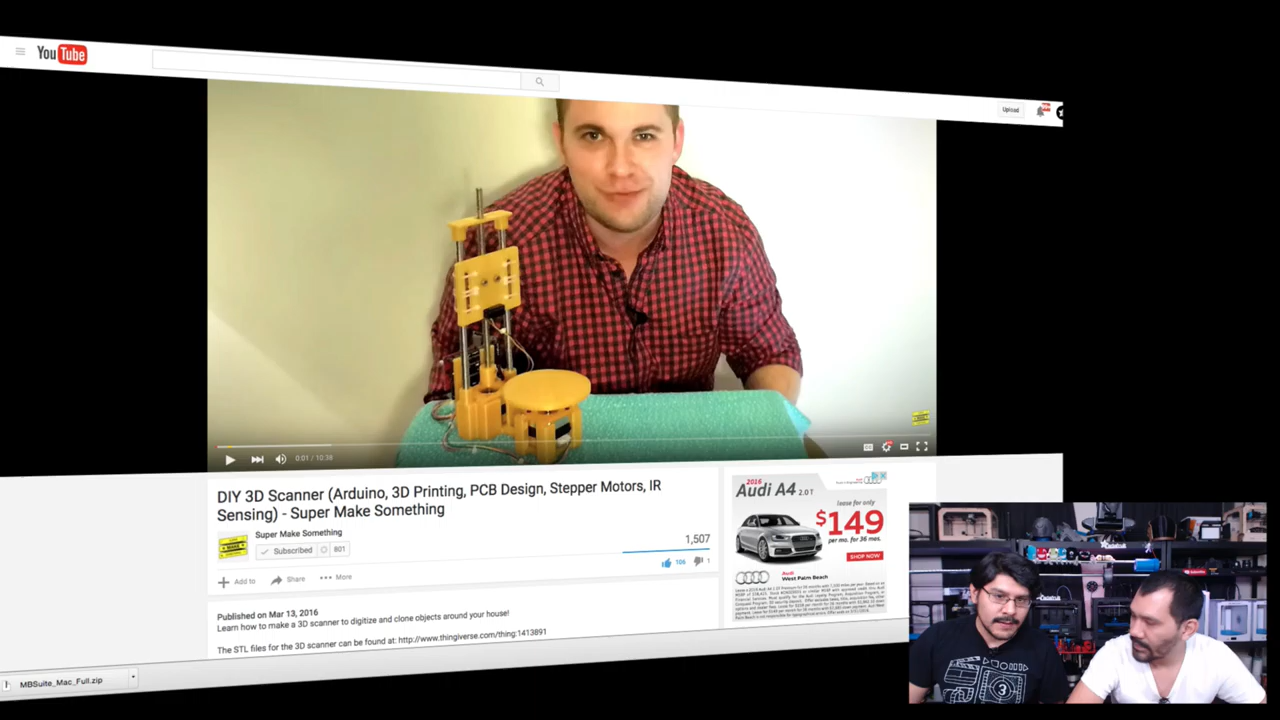 YouTube
Upload
0:01 / 10:38
DIY 3D Scanner (Arduino, 3D Printing, PCB Design, Stepper Motors, IR
Sensing) - Super Make Something
Super Make Something
Subscribed 801
1,507
Add to Share More
106 1
Published on Mar 13, 2016
Learn how to make a 3D scanner to digitize and clone objects around your house!
The STL files for the 3D scanner can be found at: http://www.thingiverse.com/thing:1413891
2016
Audi A4 2.0 T
lease for only
$149
per mo. for 36 mos.
SHOP NOW
Audi
West Palm Beach
MBSuite_Mac_Full.zip
3